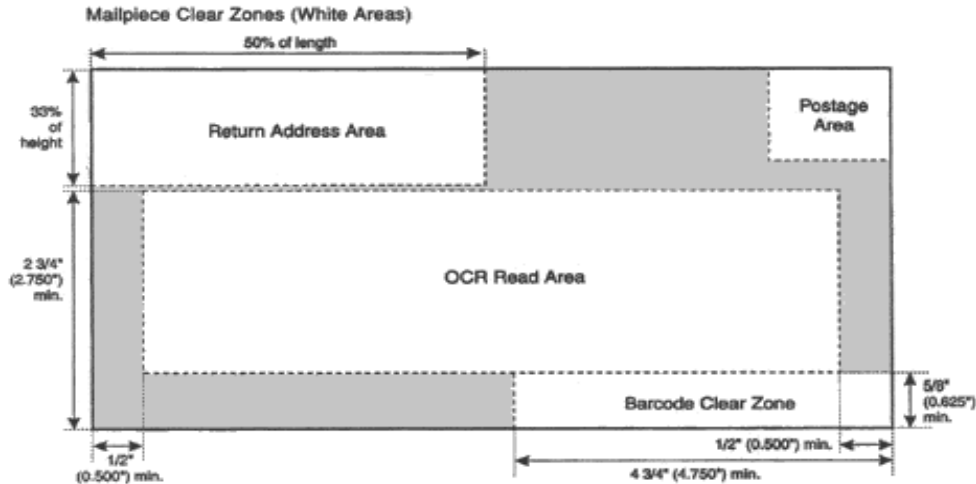 Mailpiece Clear Zones (White Areas)
50% of length
33%
of
height
Return Address Area
Postage
Area
2 3/4"
(2.750")
min.
OCR Read Area
Barcode Clear Zone
5/8"
(0.625")
min.
1/2"
(0.500") min.
1/2" (0.500") min.
4 3/4" (4.750") min.